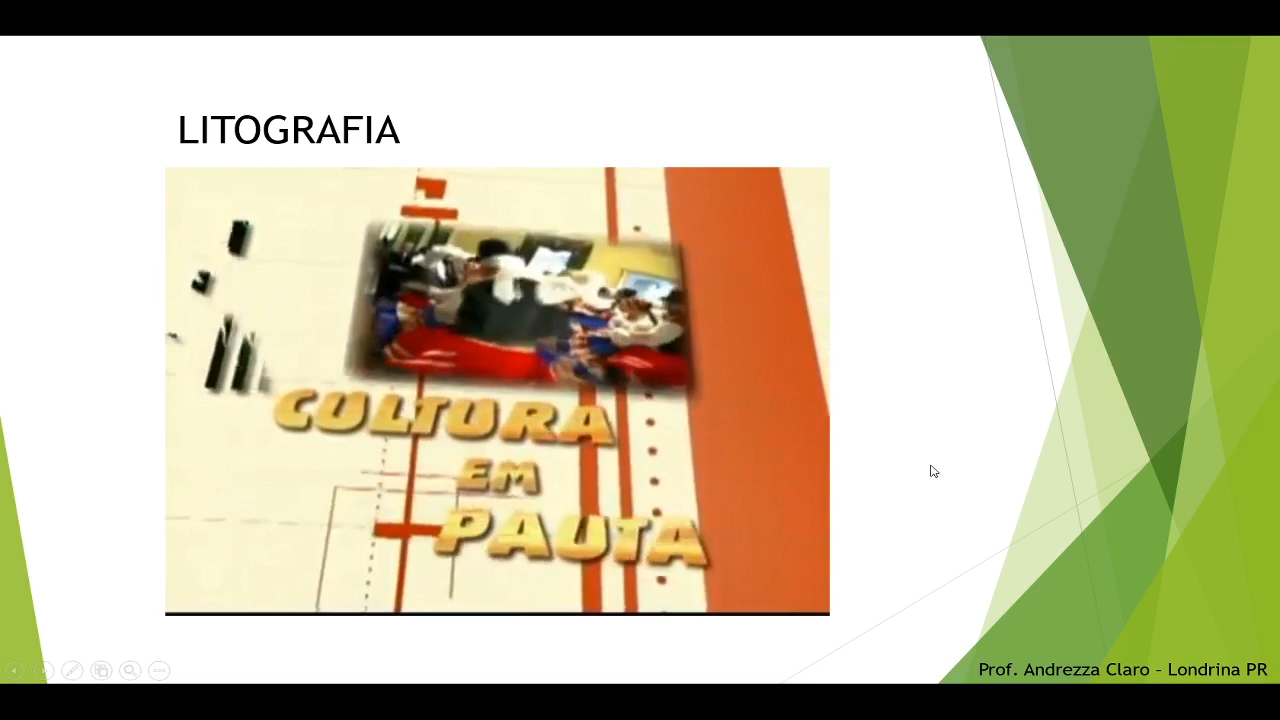 LITOGRAFIA
CULTURA
EM
PAUTA
Prof. Andrezza Claro - Londrina PR